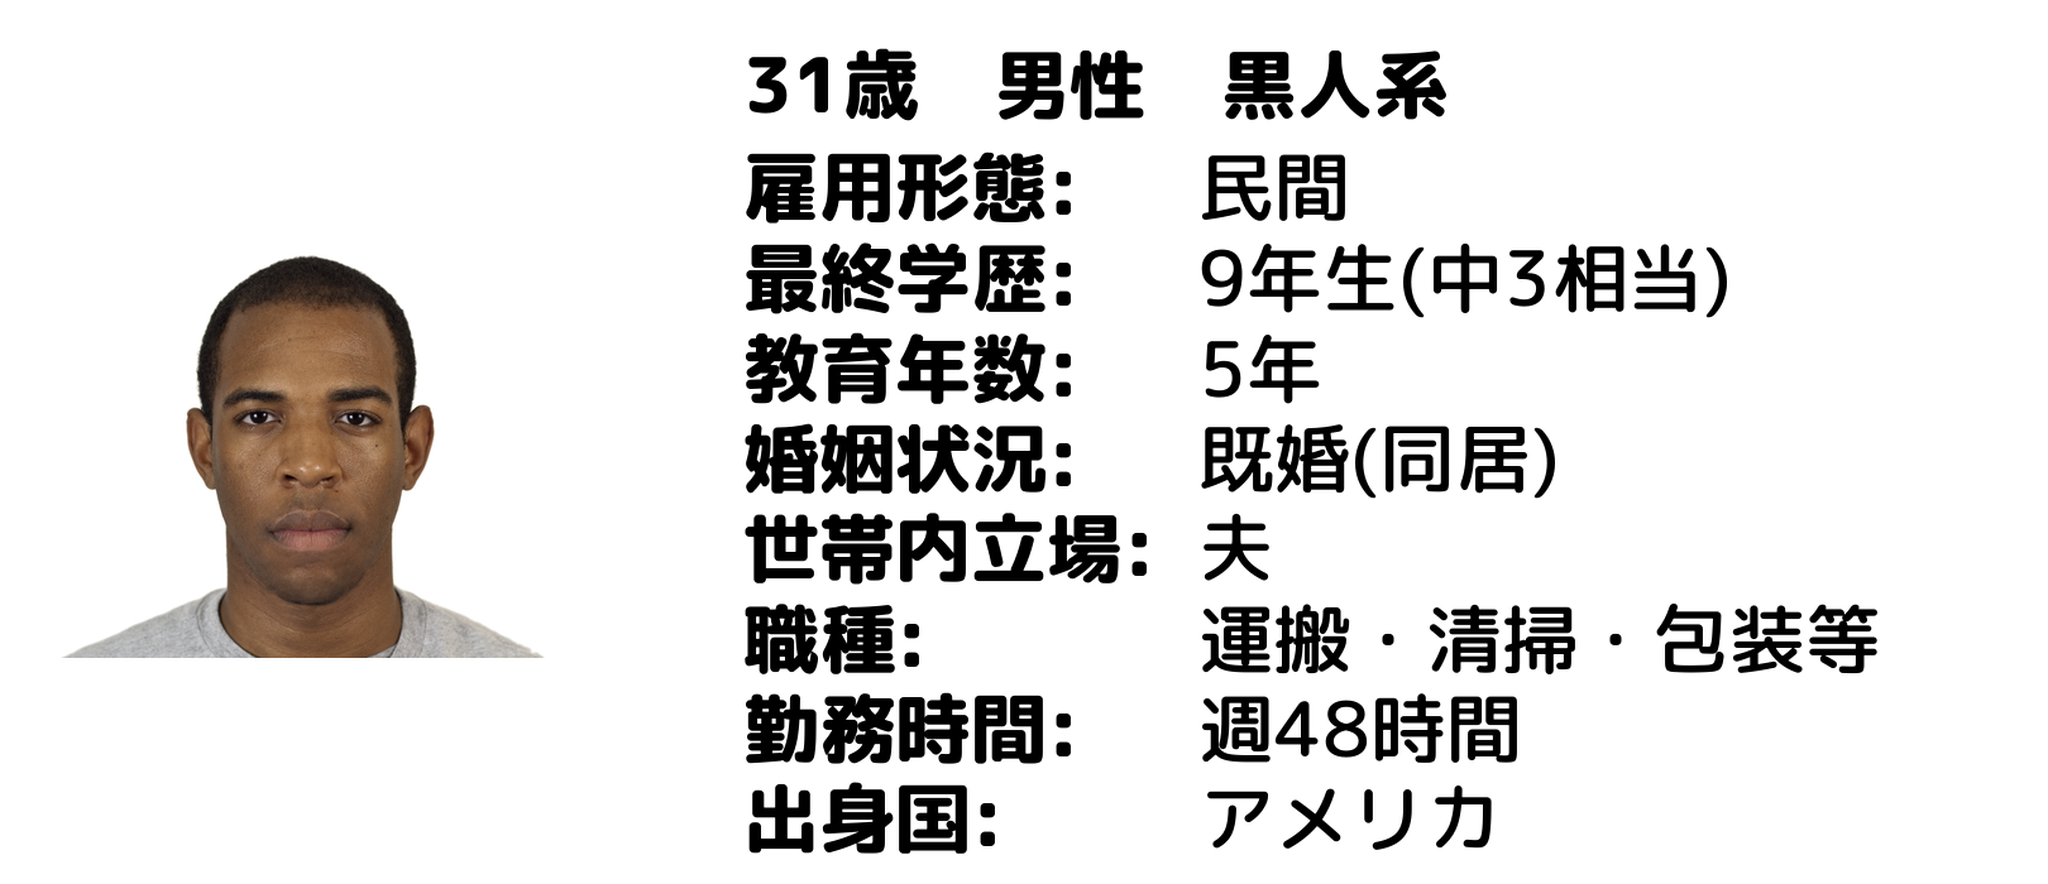 31歳　男性　黒人系
雇用形態: 民間
最終学歴: 9年生(中3相当)
教育年数: 5年
婚姻状況: 既婚(同居)
世帯内立場: 夫
職種: 運搬・清掃・包装等
勤務時間: 週48時間
出身国: アメリカ